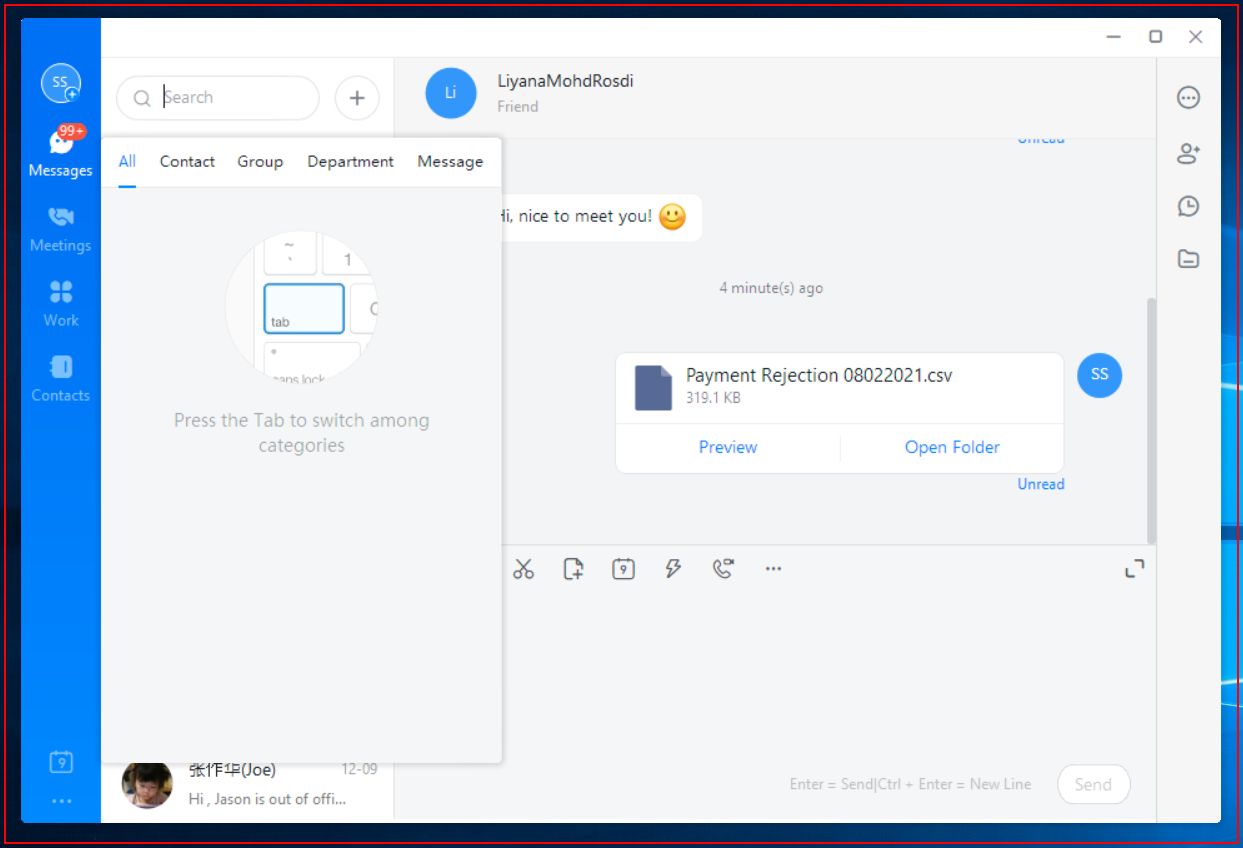 SS
99+
Messages
Meetings
Work
Contacts
9
Search
Li
LiyanaMohdRosdi
Friend
All Contact Group Department Message
Unread
~
`
1
tab
caps lock
Press the Tab to switch among
categories
Hi, nice to meet you!
4 minute(s) ago
Payment Rejection 08022021.csv
319.1 KB
Preview Open Folder
SS
Unread
9
张作华(Joe) 12-09
Hi , Jason is out of offi...
Enter = Send|Ctrl + Enter = New Line
Send